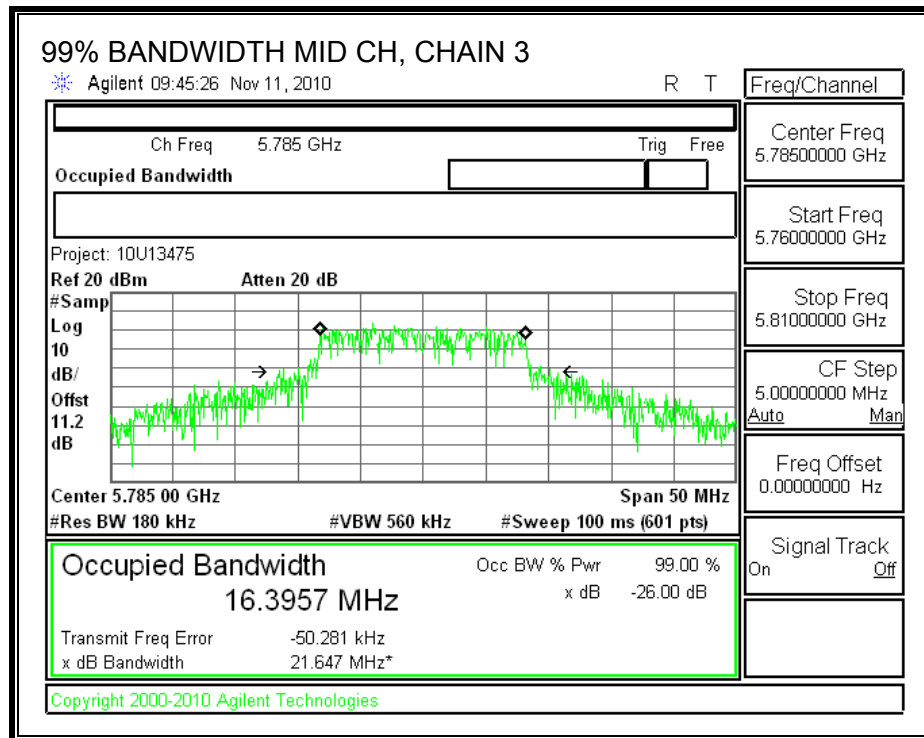 99% BANDWIDTH MID CH, CHAIN 3
Agilent 09:45:26 Nov 11, 2010 R T
Freq/Channel
Ch Freq 5.785 GHz Trig Free
Occupied Bandwidth
Center Freq
5.78500000 GHz
Start Freq
5.76000000 GHz
Stop Freq
5.81000000 GHz
CF Step
5.00000000 MHz
Auto Man
Freq Offset
0.00000000 Hz
Signal Track
On Off
Project: 10U13475
Ref 20 dBm Atten 20 dB
#Samp
Log
10
dB/
Offst
11.2
dB
Center 5.785 00 GHz Span 50 MHz
#Res BW 180 kHz #VBW 560 kHz #Sweep 100 ms (601 pts)
Occupied Bandwidth Occ BW % Pwr 99.00 %
16.3957 MHz x dB -26.00 dB
Transmit Freq Error -50.281 kHz
x dB Bandwidth 21.647 MHz*
Copyright 2000-2010 Agilent Technologies